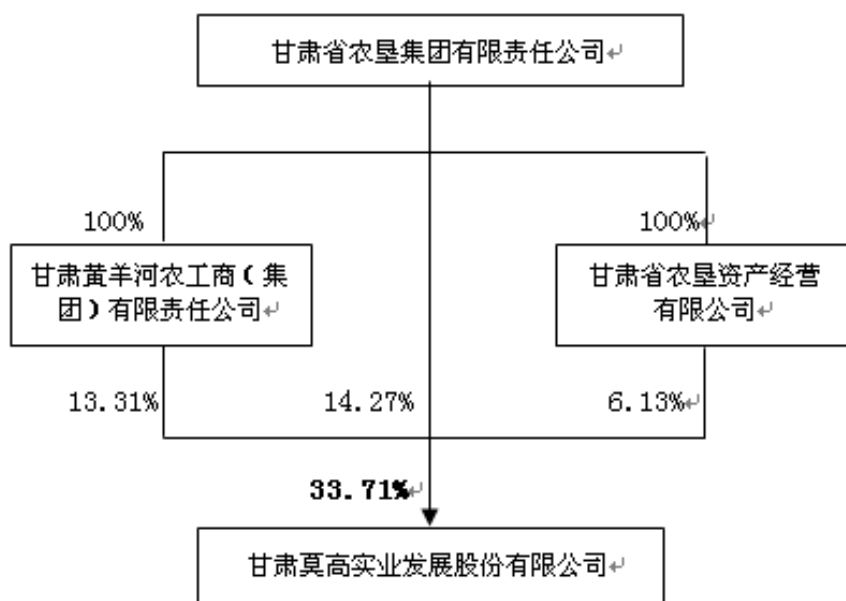 甘肃省农垦集团有限责任公司↵
100%
100%↵
甘肃黄羊河农工商(集
团)有限责任公司↵
甘肃省农垦资产经营
有限公司↵
13.31%
14.27%
6.13%↵
33.71%↵
甘肃莫高实业发展股份有限公司↵